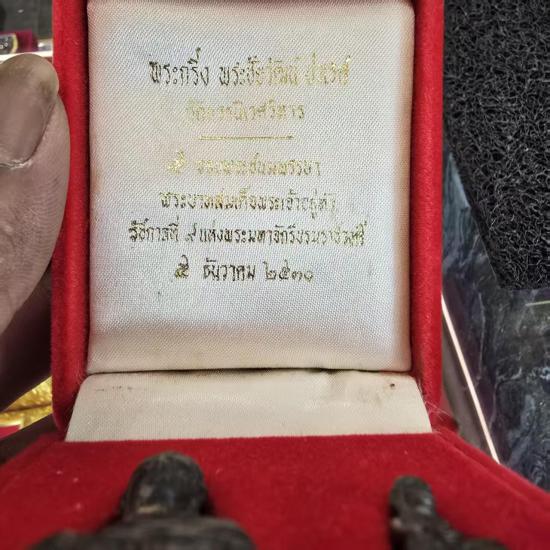 พระกริ่ง พระชัยวัฒน์ ปวเรศ
วัดบวรนิเวศวิหาร
๕ รอบพระชนมพรรษา
พระบาทสมเด็จพระเจ้าอยู่หัว
รัชกาลที่ ๙ แห่งพระมหาจักรีบรมราชวงศ์
๕ ธันวาคม ๒๕๓๐